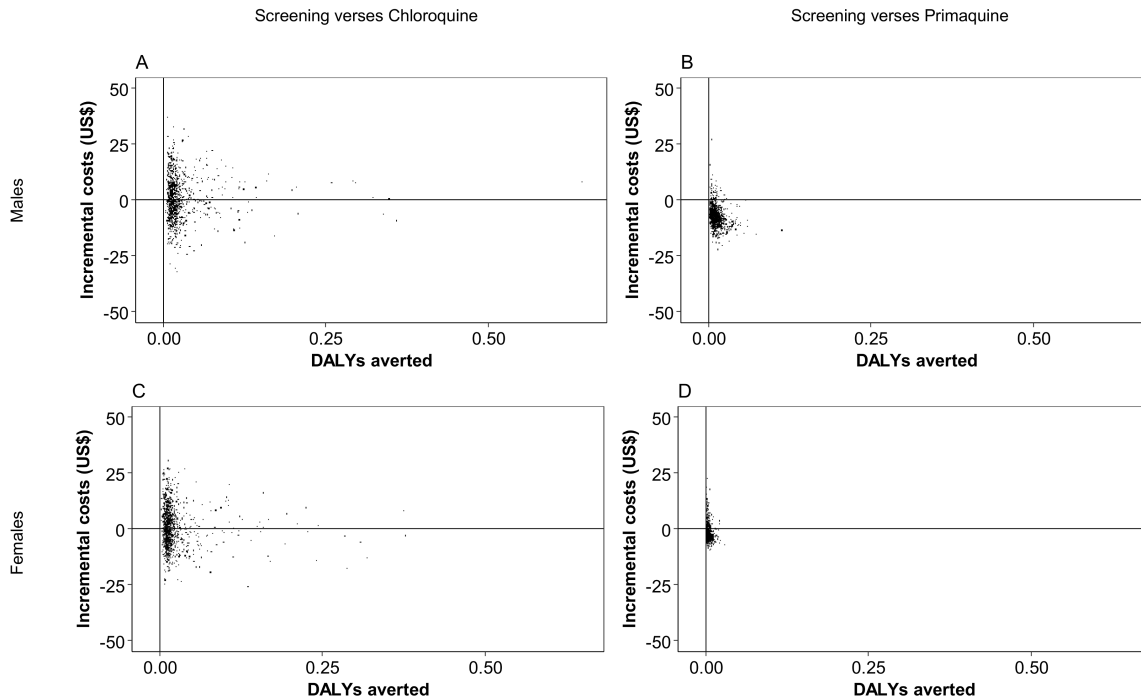 Screening verses Chloroquine
Screening verses Primaquine
Males
A
50
25
0
-25
-50
Incremental costs (US$)
0.00
0.25
0.50
DALYs averted
B
50
25
0
-25
-50
Incremental costs (US$)
0.00
0.25
0.50
DALYs averted
Females
C
50
25
0
-25
-50
Incremental costs (US$)
0.00
0.25
0.50
DALYs averted
D
50
25
0
-25
-50
Incremental costs (US$)
0.00
0.25
0.50
DALYs averted